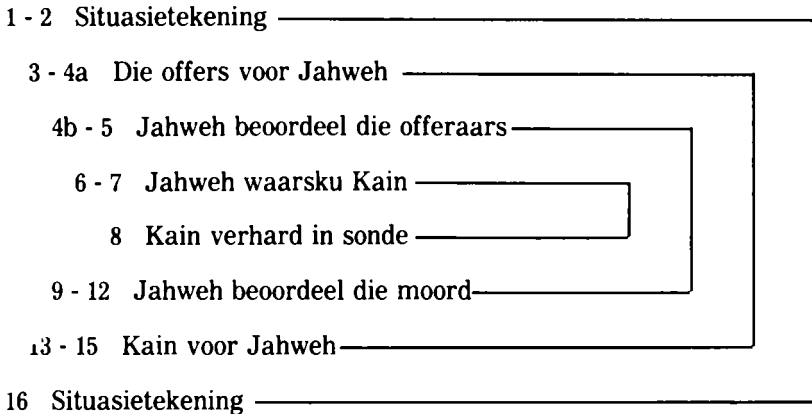 1 - 2 Situasietekening
3 - 4a Die offers voor Jahweh
4b - 5 Jahweh beoordeel die offeraars
6 - 7 Jahweh waarsku Kain
8 Kain verhard in sonde
9 - 12 Jahweh beoordeel die moord
13 - 15 Kain voor Jahweh
16 Situasietekening